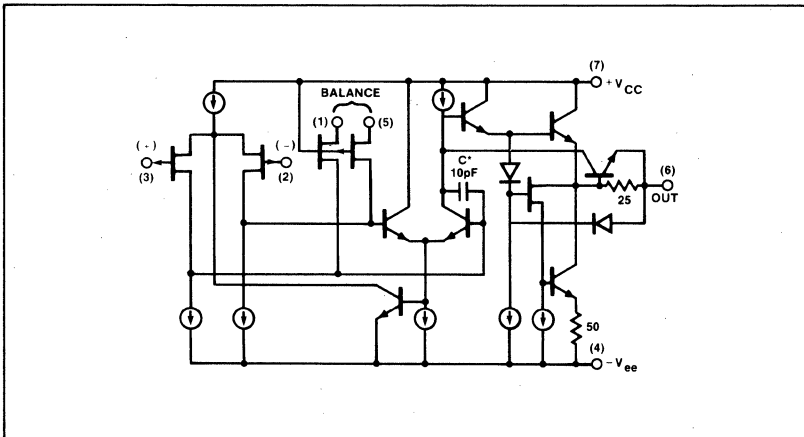 (7)
+VCC
BALANCE
(1) (5)
(+)
(3)
(−)
(2)
C*
10pF
(6)
OUT
25
50
(4)
−Vee